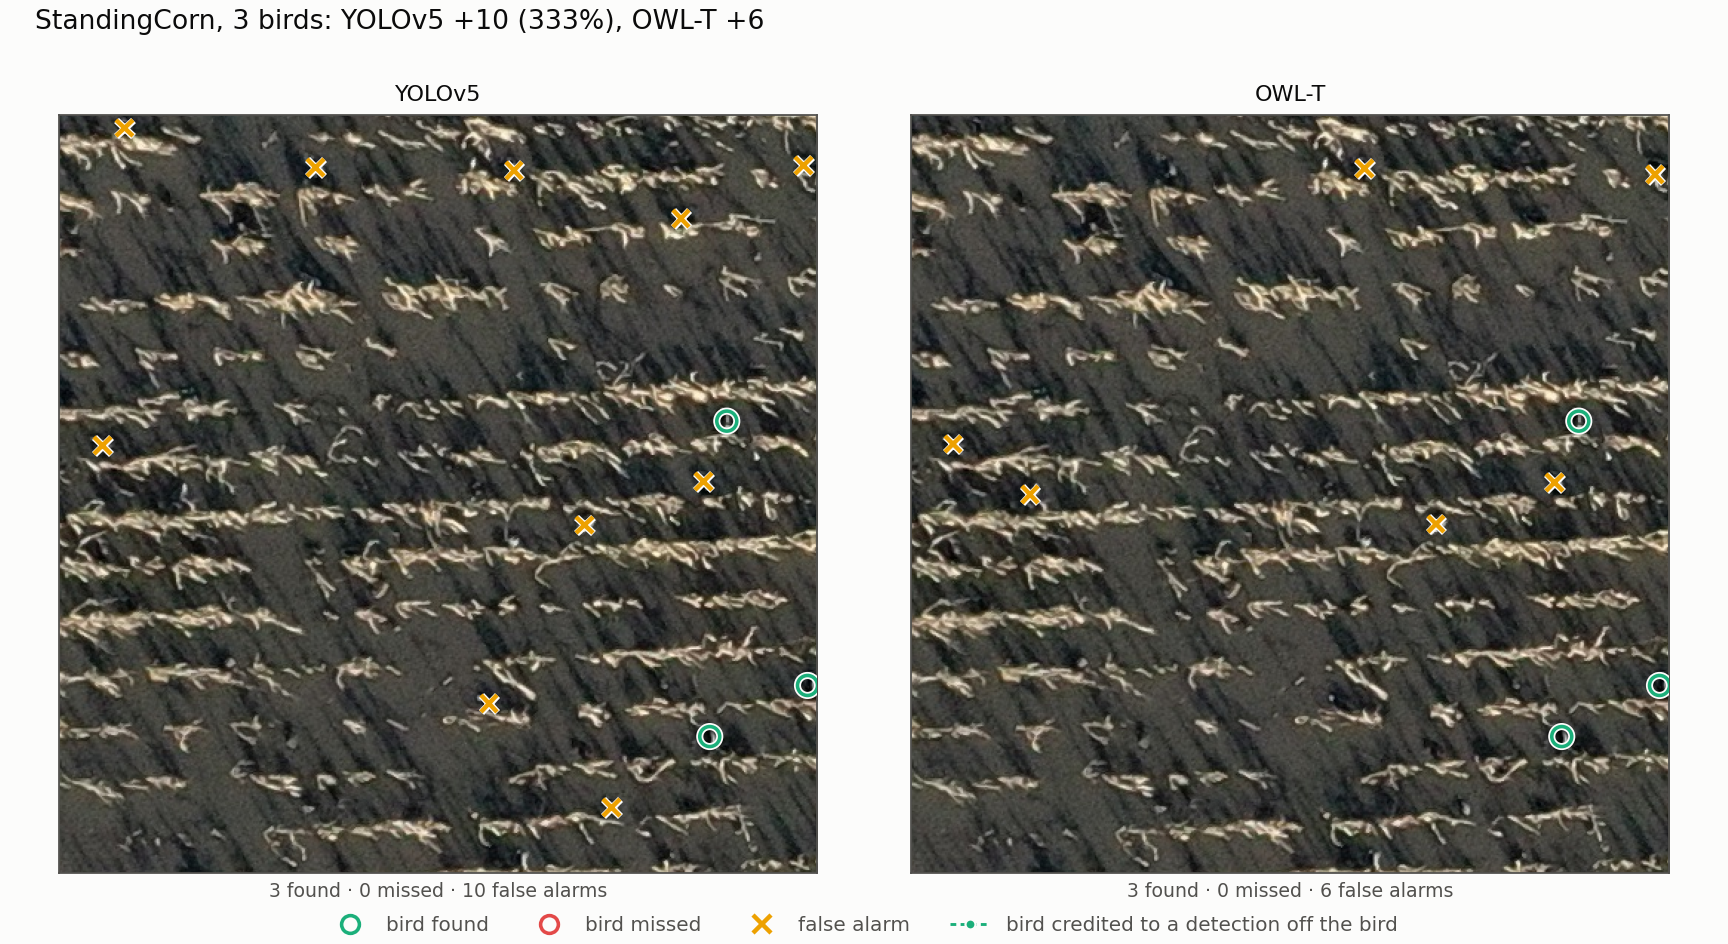 StandingCorn, 3 birds: YOLOv5 +10 (333%), OWL-T +6
YOLOv5
OWL-T
3 found · 0 missed · 10 false alarms
3 found · 0 missed · 6 false alarms
bird found
bird missed
false alarm
bird credited to a detection off the bird